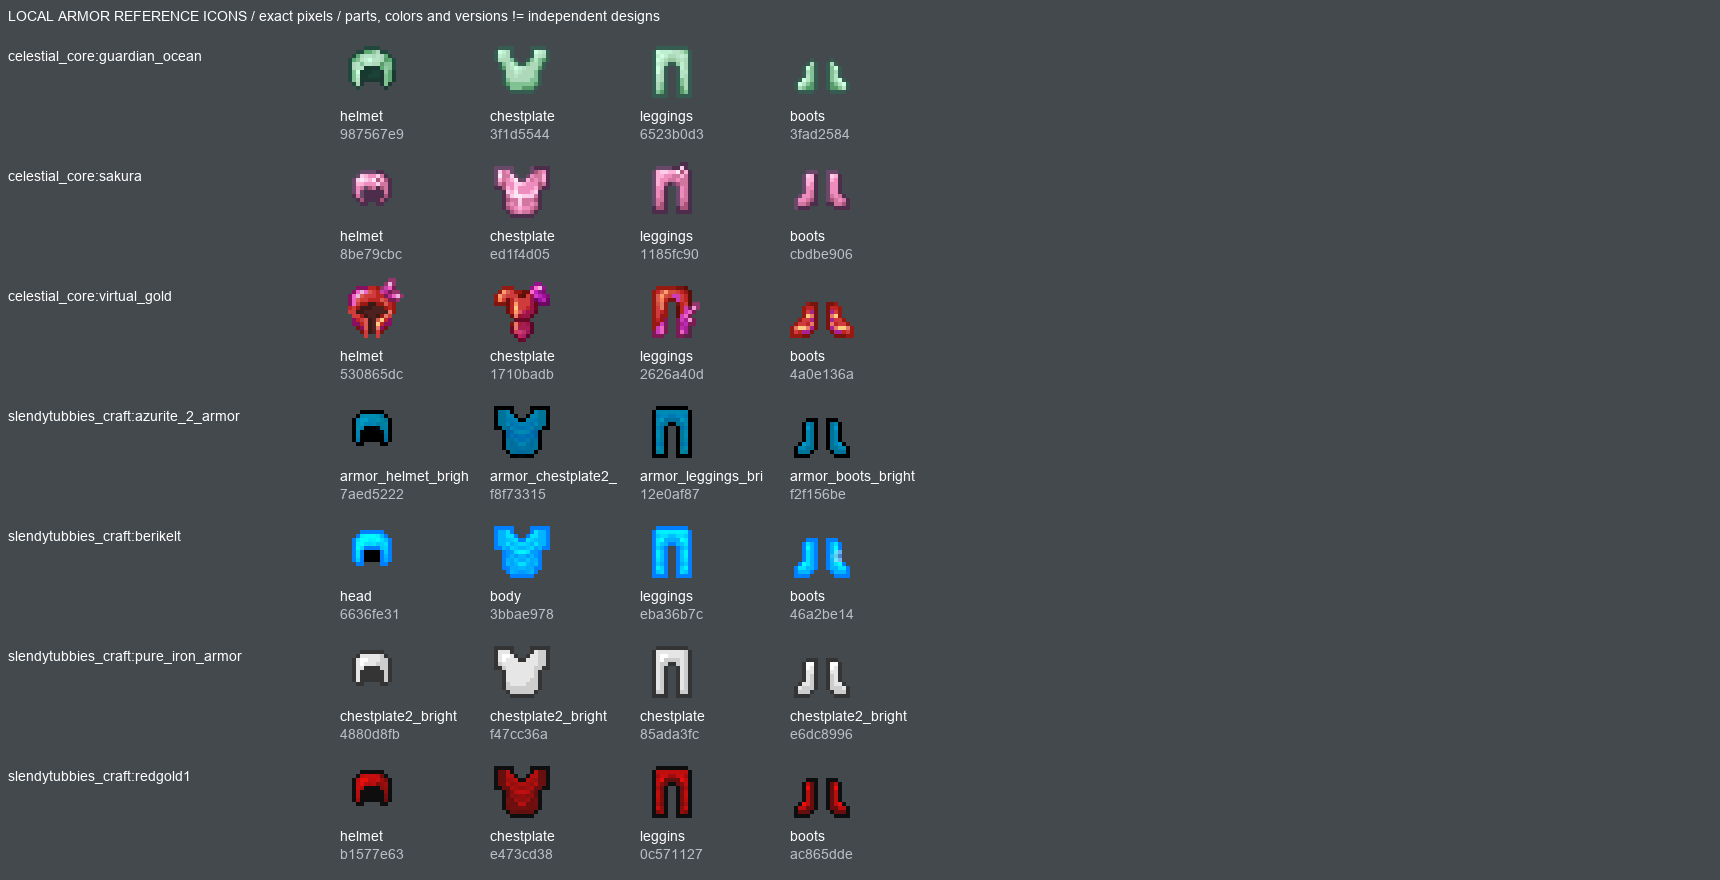 LOCAL ARMOR REFERENCE ICONS / exact pixels / parts, colors and versions != independent designs
celestial_core:guardian_ocean
helmet chestplate leggings boots
987567e9 3f1d5544 6523b0d3 3fad2584
celestial_core:sakura
helmet chestplate leggings boots
8be79cbc ed1f4d05 1185fc90 cbdbe906
celestial_core:virtual_gold
helmet chestplate leggings boots
530865dc 1710badb 2626a40d 4a0e136a
slendytubbies_craft:azurite_2_armor
armor_helmet_brigh armor_chestplate2_ armor_leggings_bri armor_boots_bright
7aed5222 f8f73315 12e0af87 f2f156be
slendytubbies_craft:berikelt
head body leggings boots
6636fe31 3bbae978 eba36b7c 46a2be14
slendytubbies_craft:pure_iron_armor
chestplate2_bright chestplate2_bright chestplate chestplate2_bright
4880d8fb f47cc36a 85ada3fc e6dc8996
slendytubbies_craft:redgold1
helmet chestplate leggins boots
b1577e63 e473cd38 0c571127 ac865dde